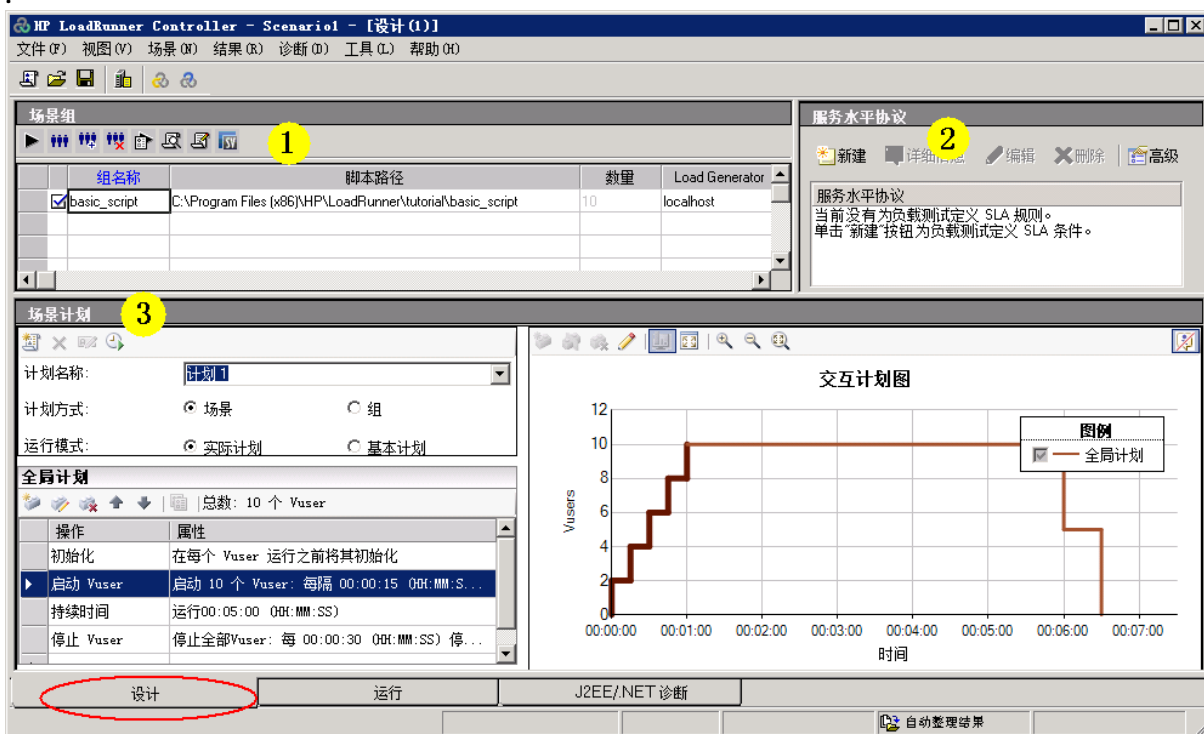 HP LoadRunner Controller - Scenario1 - [设计(1)]
文件(F) 视图(V) 场景(N) 结果(R) 诊断(D) 工具(L) 帮助(H)
场景组
1
组名称 脚本路径 数量 Load Generator
basic_script C:\Program Files (x86)\HP\LoadRunner\tutorial\basic_script 10 localhost
服务水平协议
2
新建 详细信息 编辑 删除 高级
服务水平协议
当前没有为负载测试定义 SLA 规则。
单击"新建"按钮为负载测试定义 SLA 条件。
场景计划
3
计划名称: 计划 1
计划方式: 场景 组
运行模式: 实际计划 基本计划
全局计划
总数: 10 个 Vuser
操作 属性
初始化 在每个 Vuser 运行之前将其初始化
启动 Vuser 启动 10 个 Vuser: 每隔 00:00:15 (HH:MM:S...
持续时间 运行00:05:00 (HH:MM:SS)
停止 Vuser 停止全部Vuser: 每 00:00:30 (HH:MM:SS) 停...
交互计划图
图例
全局计划
Vusers
12
10
8
6
4
2
0
00:00:00 00:01:00 00:02:00 00:03:00 00:04:00 00:05:00 00:06:00 00:07:00
时间
设计 运行 J2EE/.NET 诊断
自动整理结果